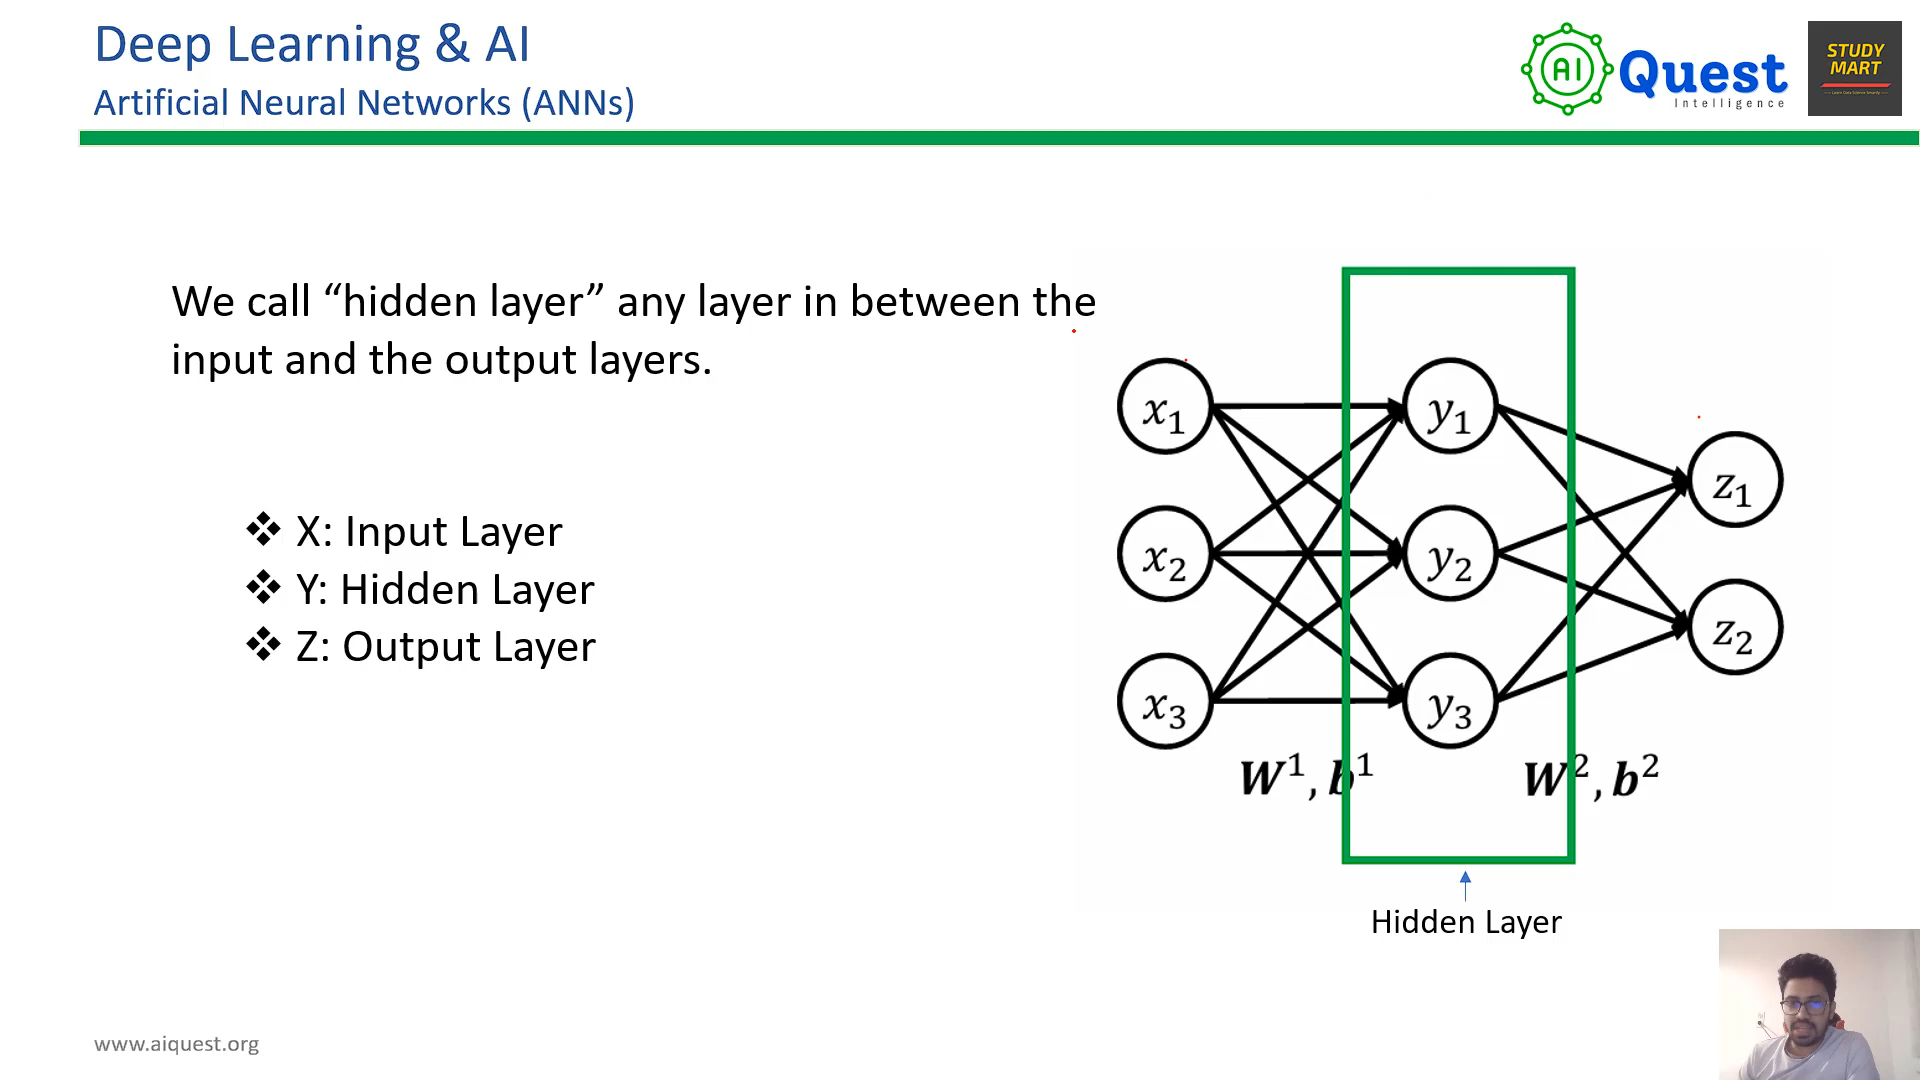 Deep Learning & AI
Artificial Neural Networks (ANNs)
AI Quest
Intelligence
STUDY
MART
We call “hidden layer” any layer in between the
input and the output layers.
❖ X: Input Layer
❖ Y: Hidden Layer
❖ Z: Output Layer
x₁
y₁
z₁
x₂
y₂
z₂
x₃
y₃
W¹, b¹
W², b²
Hidden Layer
www.aiquest.org